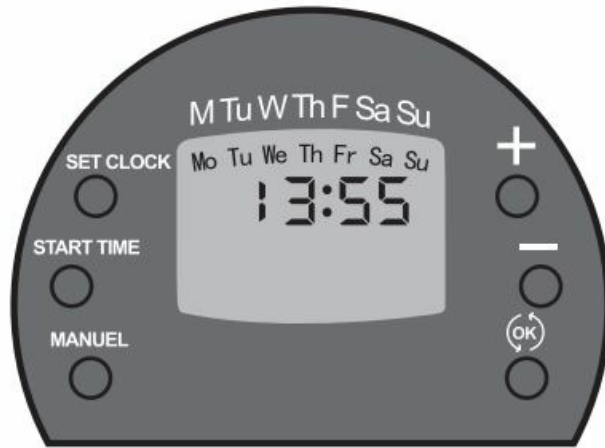 M Tu W Th F Sa Su
Mo Tu We Th Fr Sa Su
13:55
SET CLOCK
START TIME
MANUEL
+
−
OK